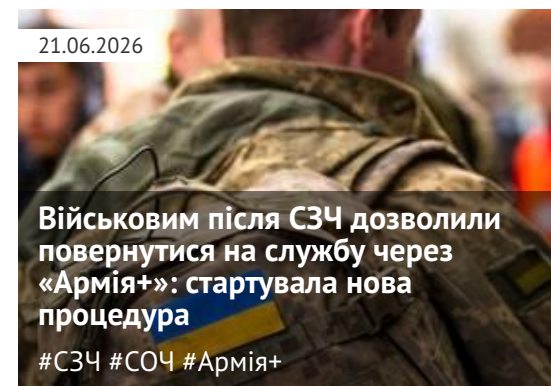 21.06.2026
Військовим після СЗЧ дозволили
повернутися на службу через
«Армія+»: стартувала нова
процедура
#СЗЧ #СОЧ #Армія+